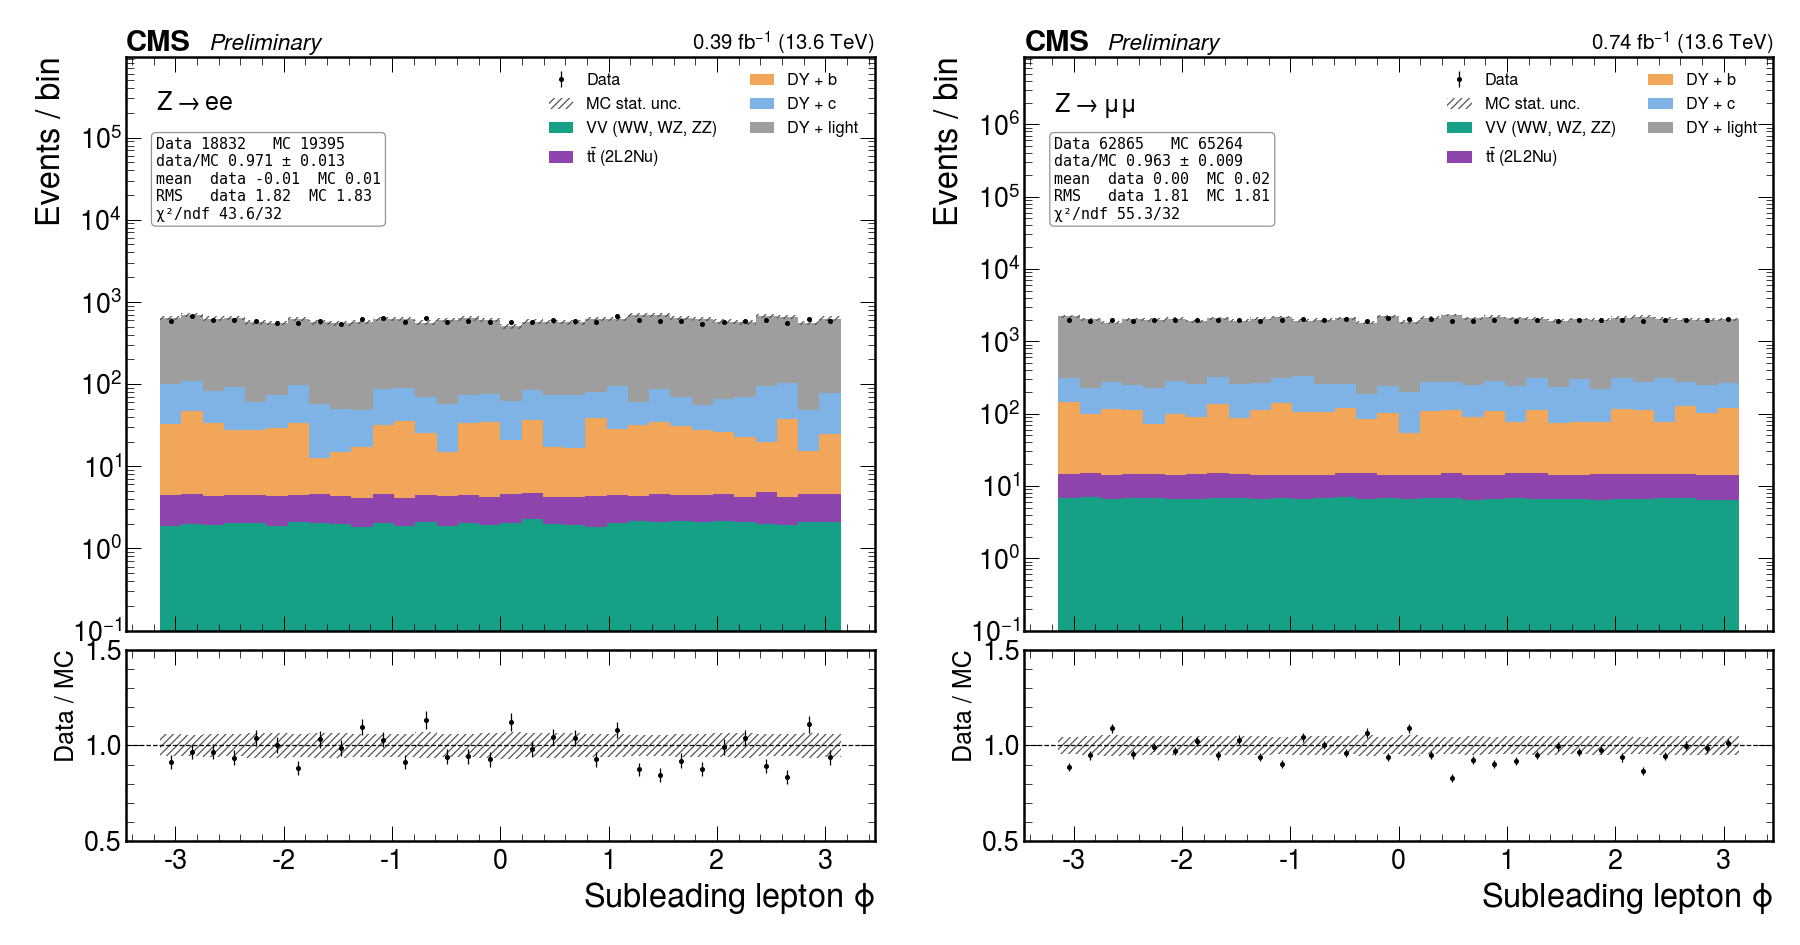 CMS Preliminary 0.39 fb⁻¹ (13.6 TeV)
Events / bin
Z → ee
Data
MC stat. unc.
VV (WW, WZ, ZZ)
tt̄ (2L2Nu)
DY + b
DY + c
DY + light
Data 18832 MC 19395
data/MC 0.971 ± 0.013
mean data -0.01 MC 0.01
RMS data 1.82 MC 1.83
χ²/ndf 43.6/32
10⁵
10⁴
10³
10²
10¹
10⁰
10⁻¹
Data / MC
1.5
1.0
0.5
-3 -2 -1 0 1 2 3
Subleading lepton ϕ
CMS Preliminary 0.74 fb⁻¹ (13.6 TeV)
Events / bin
Z → μμ
Data
MC stat. unc.
VV (WW, WZ, ZZ)
tt̄ (2L2Nu)
DY + b
DY + c
DY + light
Data 62865 MC 65264
data/MC 0.963 ± 0.009
mean data 0.00 MC 0.02
RMS data 1.81 MC 1.81
χ²/ndf 55.3/32
10⁶
10⁵
10⁴
10³
10²
10¹
10⁰
10⁻¹
Data / MC
1.5
1.0
0.5
-3 -2 -1 0 1 2 3
Subleading lepton ϕ